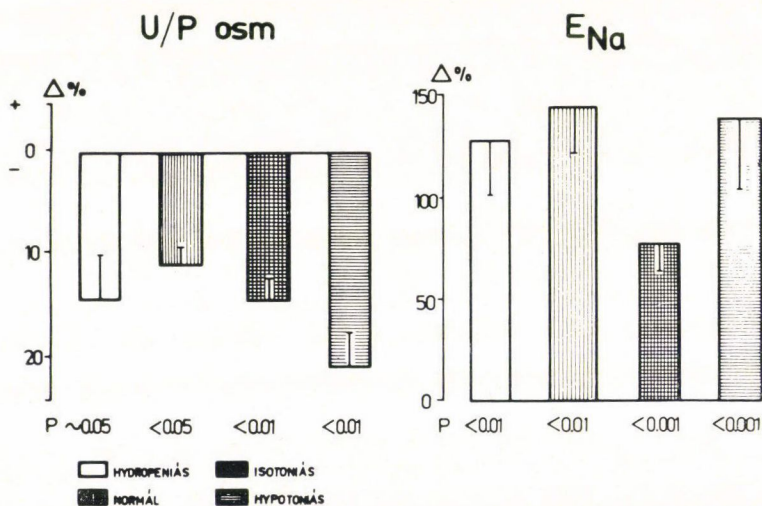 U/P osm
E Na
Δ%
+
0
−
10
20
P ~0.05 <0.05 <0.01 <0.01
Δ%
150
100
50
0
P <0.01 <0.01 <0.001 <0.001
HYDROPENIÁS
ISOTONIÁS
NORMÁL
HYPOTONIÁS